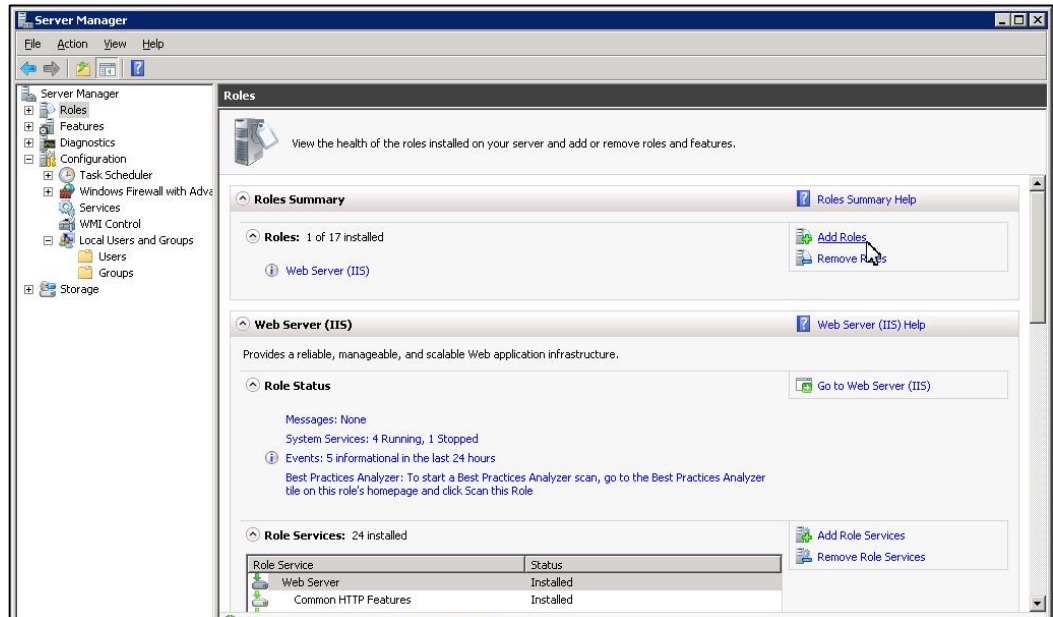 Server Manager
File Action View Help
Server Manager
Roles
Features
Diagnostics
Configuration
Task Scheduler
Windows Firewall with Adva
Services
WMI Control
Local Users and Groups
Users
Groups
Storage
Roles
View the health of the roles installed on your server and add or remove roles and features.
Roles Summary
Roles Summary Help
Roles: 1 of 17 installed
Add Roles
Web Server (IIS)
Remove Roles
Web Server (IIS)
Web Server (IIS) Help
Provides a reliable, manageable, and scalable Web application infrastructure.
Role Status
Go to Web Server (IIS)
Messages: None
System Services: 4 Running, 1 Stopped
Events: 5 informational in the last 24 hours
Best Practices Analyzer: To start a Best Practices Analyzer scan, go to the Best Practices Analyzer
tile on this role's homepage and click Scan this Role
Role Services: 24 installed
Add Role Services
Remove Role Services
Role Service Status
Web Server Installed
Common HTTP Features Installed